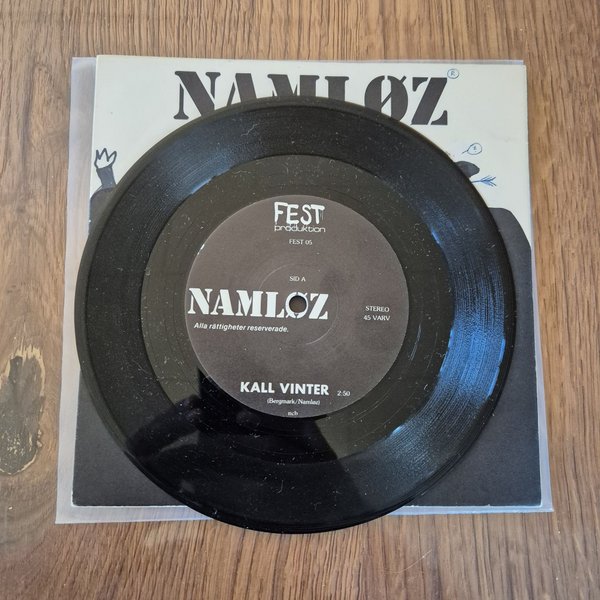 NAMLØZ
®
FEST
produktion
FEST 05
SID A
NAMLØZ
STEREO
45 VARV
Alla rättigheter reserverade.
KALL VINTER 2:50
(Bergmark/Namløz)
ncb